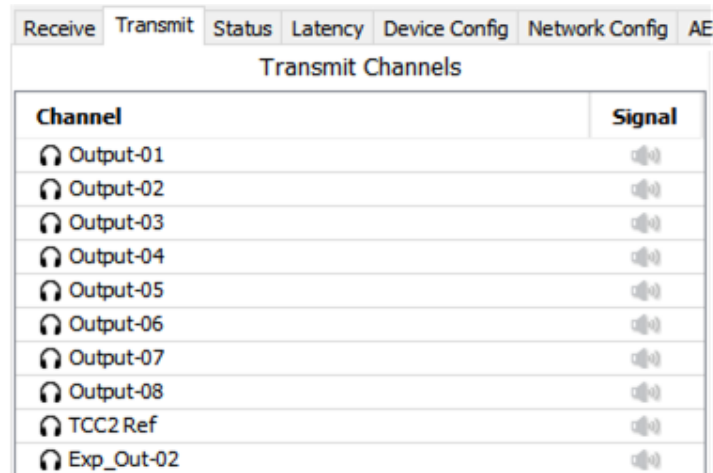 Receive Transmit Status Latency Device Config Network Config AE
Transmit Channels
Channel Signal
Output-01
Output-02
Output-03
Output-04
Output-05
Output-06
Output-07
Output-08
TCC2 Ref
Exp_Out-02